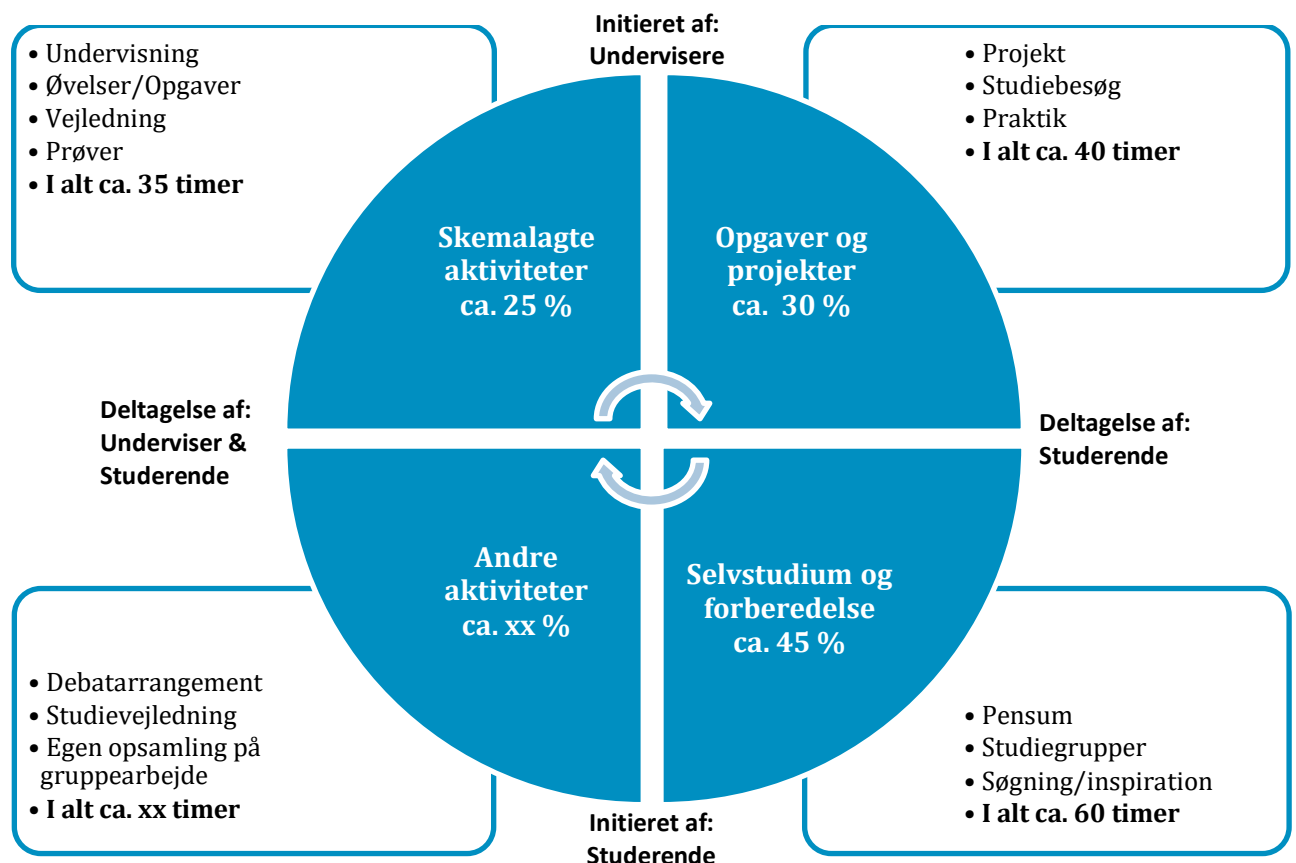 Initieret af:
Undervisere
• Undervisning
• Øvelser/Opgaver
• Vejledning
• Prøver
• I alt ca. 35 timer
• Projekt
• Studiebesøg
• Praktik
• I alt ca. 40 timer
Skemalagte
aktiviteter
ca. 25 %
Opgaver og
projekter
ca. 30 %
Deltagelse af:
Underviser &
Studerende
Deltagelse af:
Studerende
Andre
aktiviteter
ca. xx %
Selvstudium og
forberedelse
ca. 45 %
• Debatarrangement
• Studievejledning
• Egen opsamling på
gruppearbejde
• I alt ca. xx timer
• Pensum
• Studiegrupper
• Søgning/inspiration
• I alt ca. 60 timer
Initieret af:
Studerende